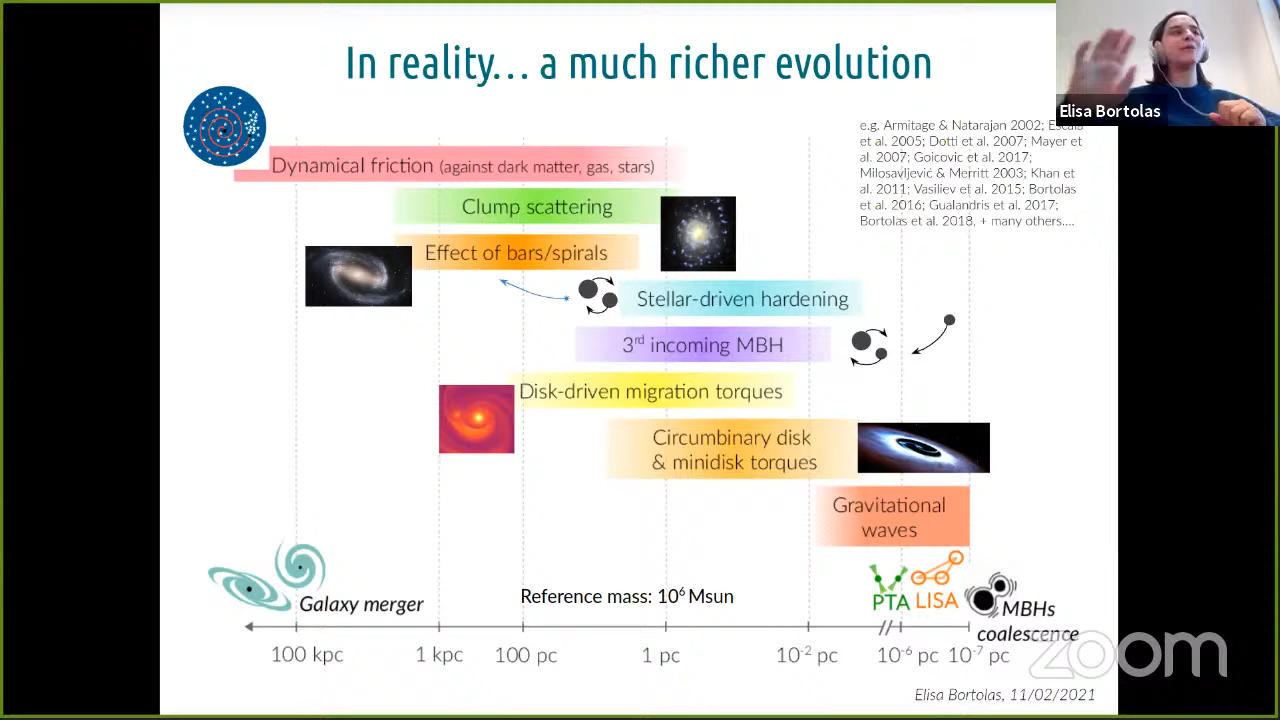 In reality… a much richer evolution
Elisa Bortolas
e.g. Armitage & Natarajan 2002; Escala
et al. 2005; Dotti et al. 2007; Mayer et
al. 2007; Goicovic et al. 2017;
Milosavljević & Merritt 2003; Khan et
al. 2011; Vasiliev et al. 2015; Bortolas
et al. 2016; Gualandris et al. 2017;
Bortolas et al. 2018, + many others....
Dynamical friction (against dark matter, gas, stars)
Clump scattering
Effect of bars/spirals
Stellar-driven hardening
3rd incoming MBH
Disk-driven migration torques
Circumbinary disk
& minidisk torques
Gravitational
waves
Galaxy merger
Reference mass: 10⁶ Msun
PTA LISA
MBHs
coalescence
100 kpc 1 kpc 100 pc 1 pc 10⁻² pc 10⁻⁶ pc 10⁻⁷ pc
zoom
Elisa Bortolas, 11/02/2021